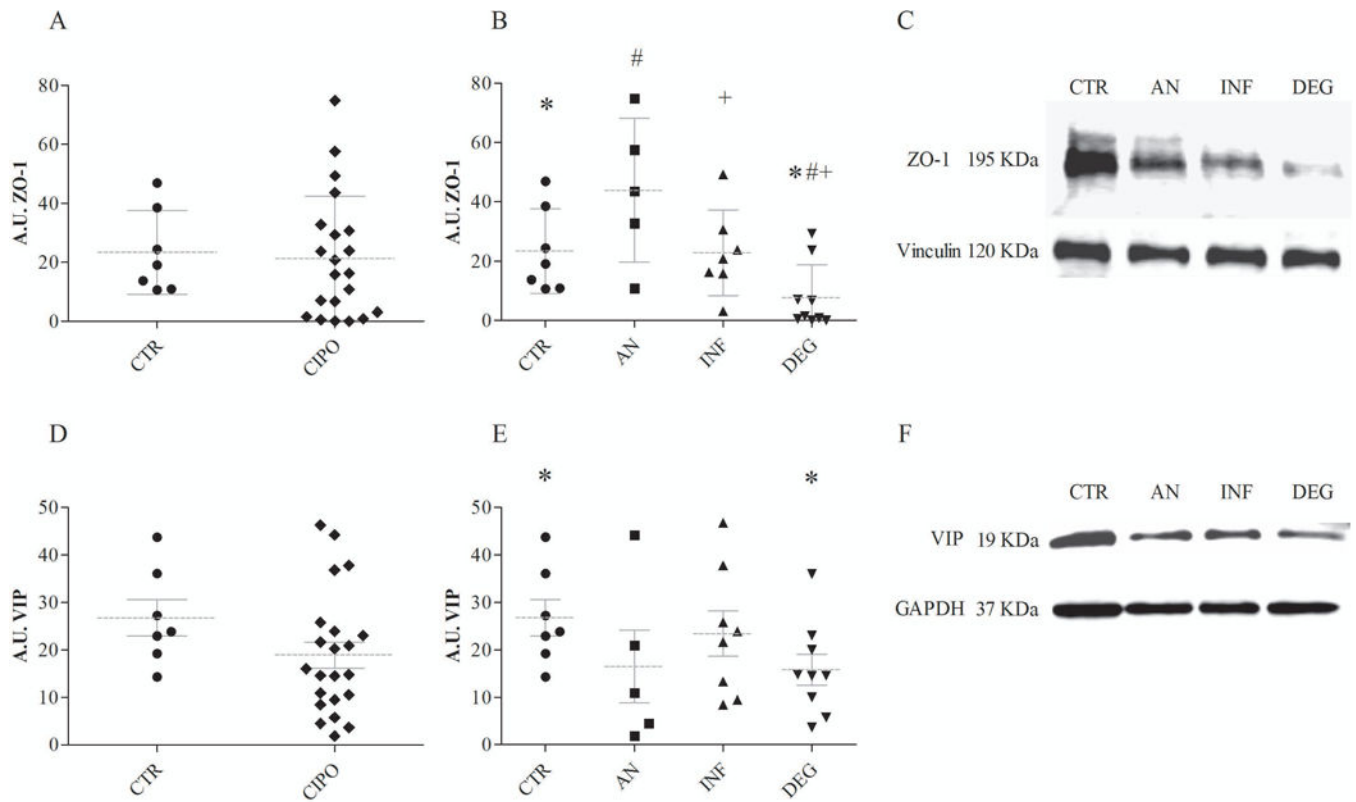 A
B
C
80
60
40
20
0
A.U. ZO-1
CTR
CIPO
80
60
40
20
0
A.U. ZO-1
*
#
+
*#+
CTR
AN
INF
DEG
CTR AN INF DEG
ZO-1 195 KDa
Vinculin 120 KDa
D
E
F
50
40
30
20
10
0
A.U. VIP
CTR
CIPO
50
40
30
20
10
0
A.U. VIP
*
*
CTR
AN
INF
DEG
CTR AN INF DEG
VIP 19 KDa
GAPDH 37 KDa